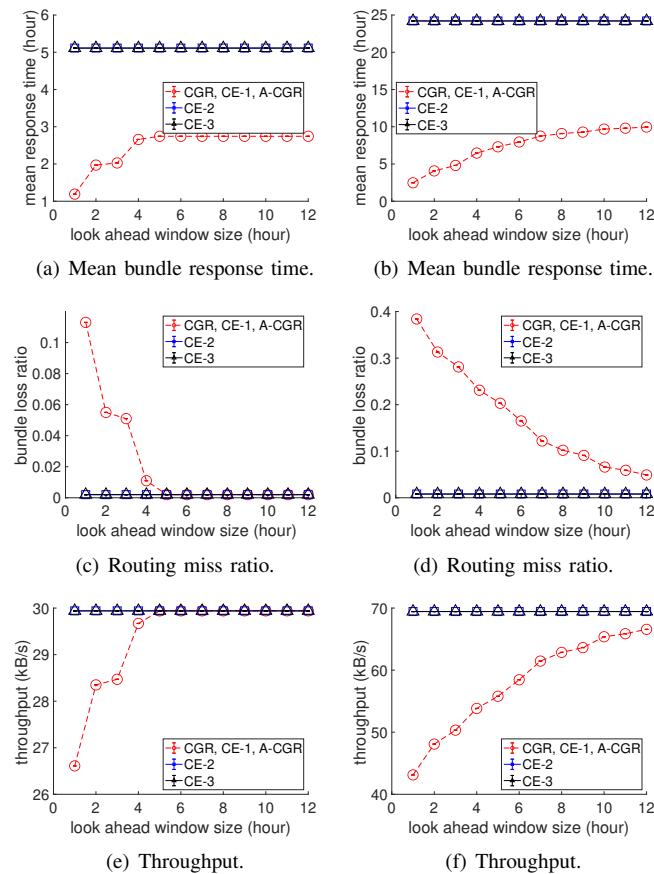 6
5
4
3
2
1
mean response time (hour)
0 2 4 6 8 10 12
look ahead window size (hour)
CGR, CE-1, A-CGR
CE-2
CE-3
(a) Mean bundle response time.
25
20
15
10
5
0
mean response time (hour)
0 2 4 6 8 10 12
look ahead window size (hour)
CGR, CE-1, A-CGR
CE-2
CE-3
(b) Mean bundle response time.
0.1
0.08
0.06
0.04
0.02
0
bundle loss ratio
0 2 4 6 8 10 12
look ahead window size (hour)
CGR, CE-1, A-CGR
CE-2
CE-3
(c) Routing miss ratio.
0.4
0.3
0.2
0.1
0
bundle loss ratio
0 2 4 6 8 10 12
look ahead window size (hour)
CGR, CE-1, A-CGR
CE-2
CE-3
(d) Routing miss ratio.
30
29
28
27
26
throughput (kB/s)
0 2 4 6 8 10 12
look ahead window size (hour)
CGR, CE-1, A-CGR
CE-2
CE-3
(e) Throughput.
70
60
50
40
throughput (kB/s)
0 2 4 6 8 10 12
look ahead window size (hour)
CGR, CE-1, A-CGR
CE-2
CE-3
(f) Throughput.